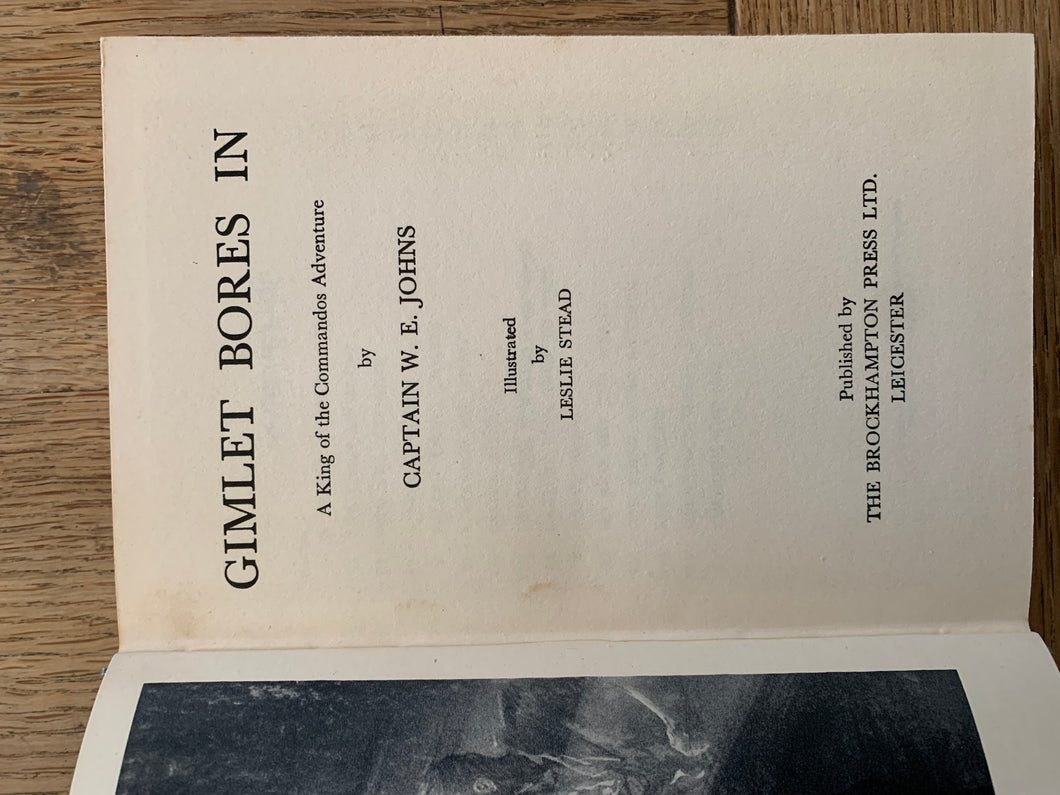 GIMLET BORES IN
A King of the Commandos Adventure
by
CAPTAIN W. E. JOHNS
Illustrated
by
LESLIE STEAD
Published by
THE BROCKHAMPTON PRESS LTD.
LEICESTER